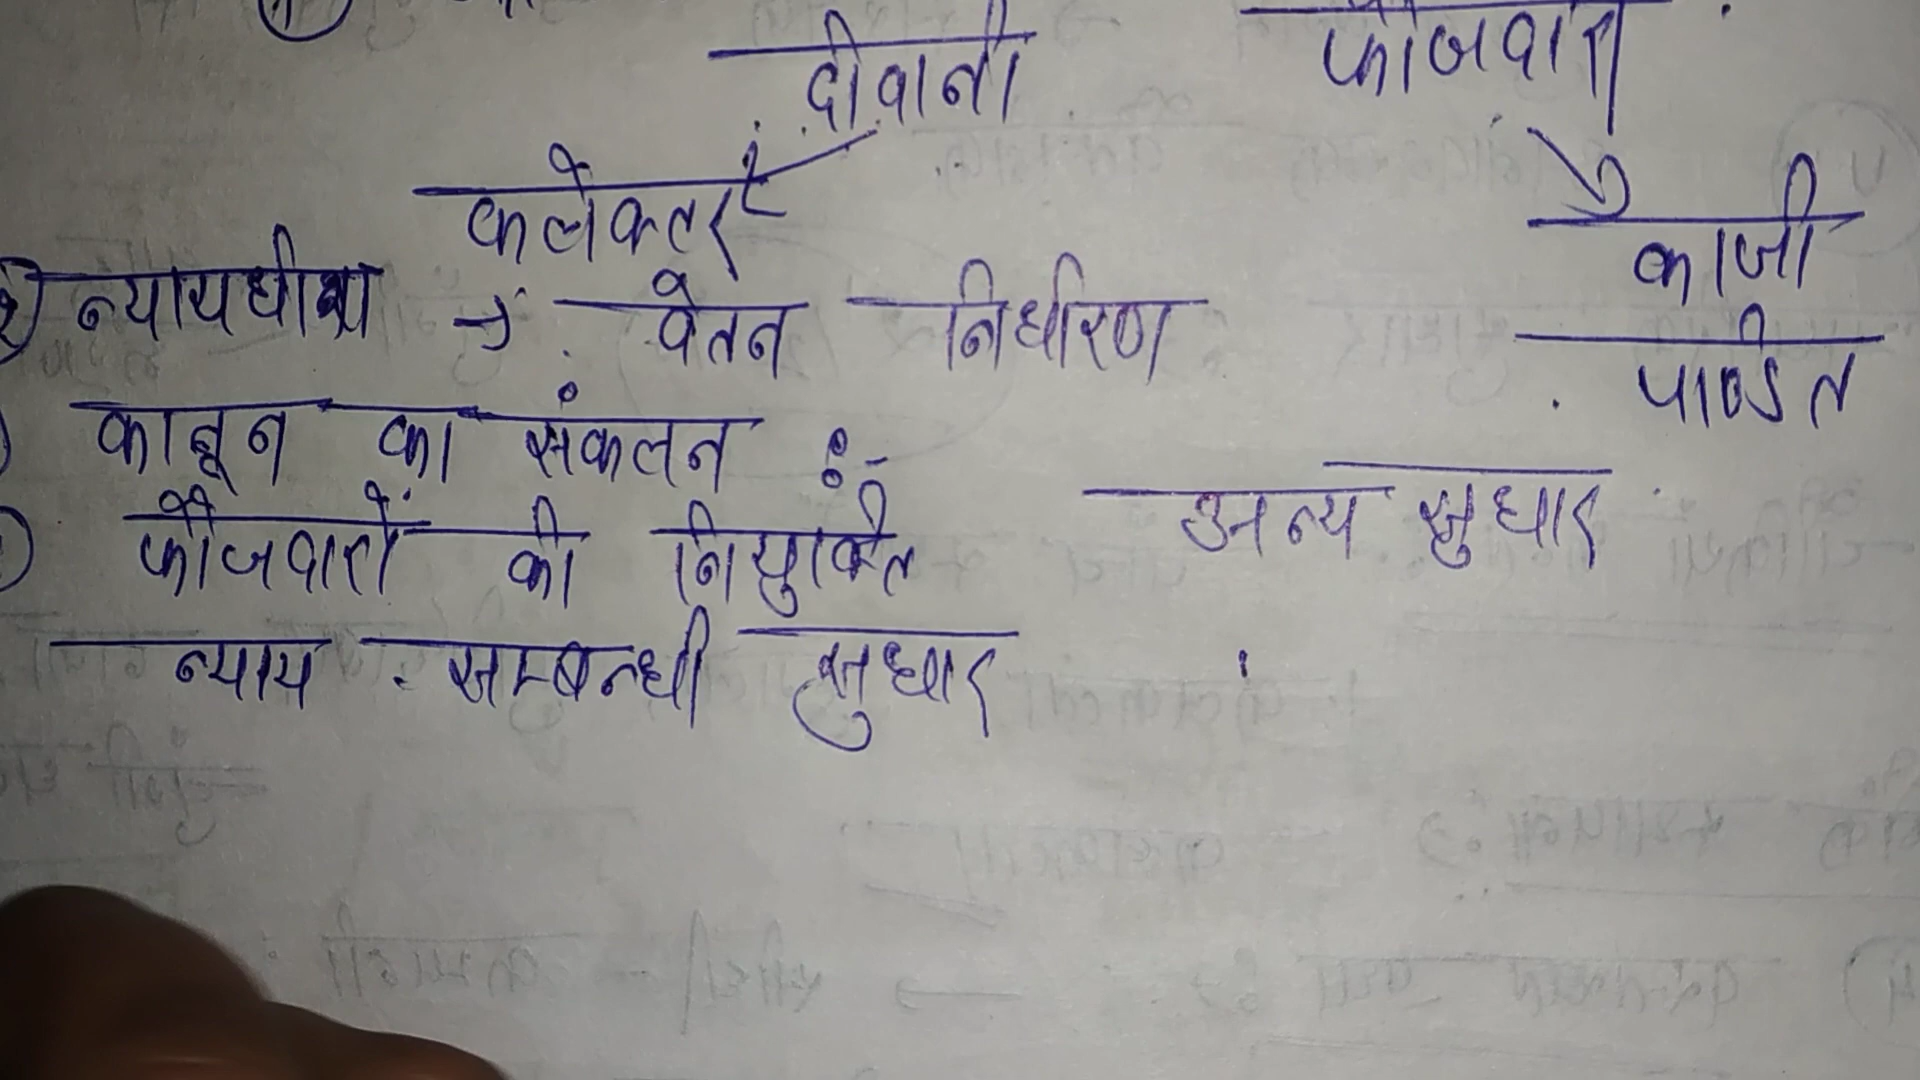 दीवानी फौजदारी
कलेक्टर
काजी
न्यायधीश → वेतन निर्धारण
पण्डित
कानून का संकलन :-
अन्य सुधार
फौजदारों की नियुक्ति
न्याय - सम्बन्धी सुधार